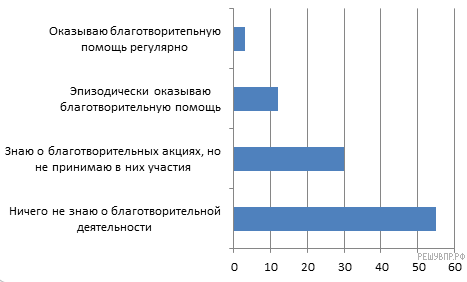 Оказываю благотворительную
помощь регулярно
Эпизодически оказываю
благотворительную помощь
Знаю о благотворительных акциях, но
не принимаю в них участия
Ничего не знаю о благотворительной
деятельности
0 10 20 30 40 50 60
РЕШУВПР.РФ